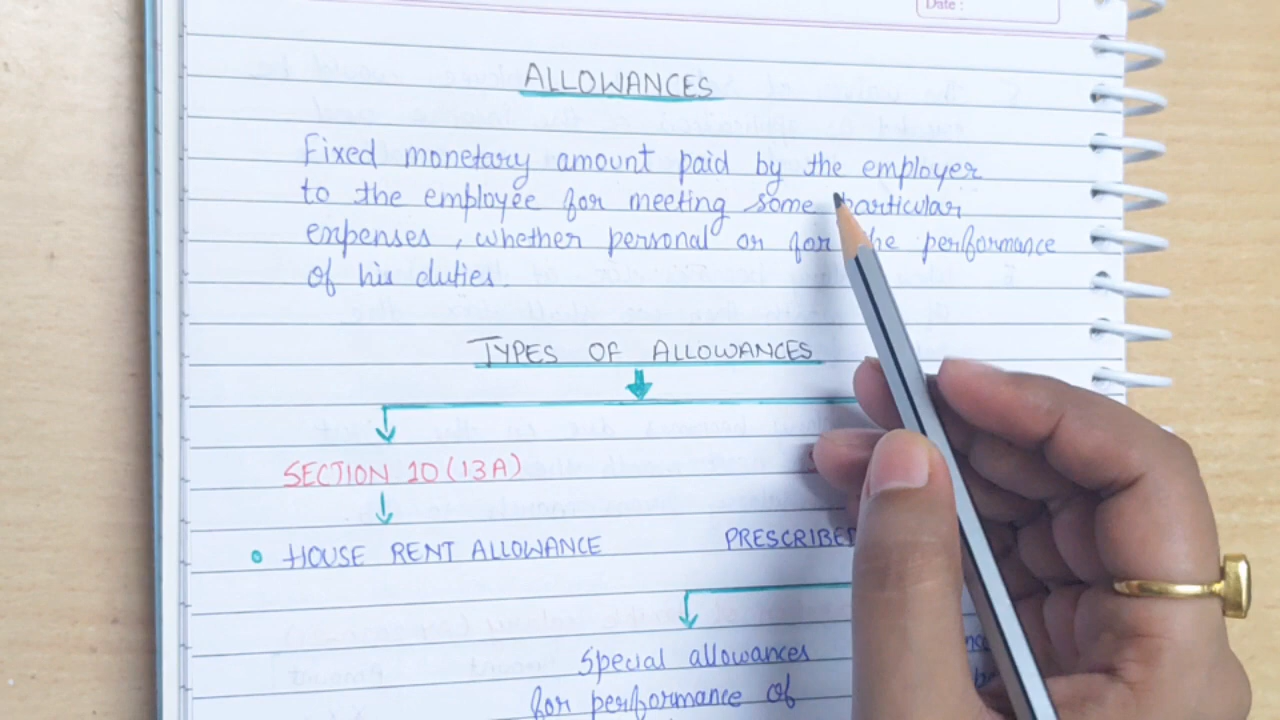 Date :
ALLOWANCES
Fixed monetary amount paid by the employer
to the employee for meeting some particular
expenses, whether personal or for the performance
of his duties.
TYPES OF ALLOWANCES
SECTION 10 (13A)
HOUSE RENT ALLOWANCE PRESCRIBED
Special allowances
for performance of